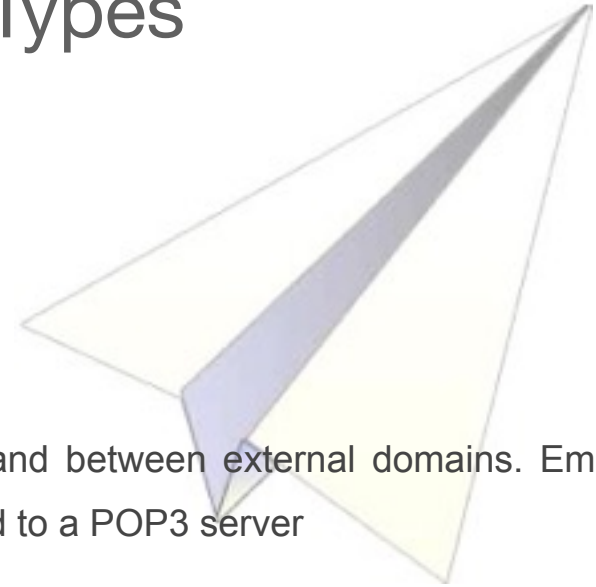 Types
and between external domains. Em
d to a POP3 server